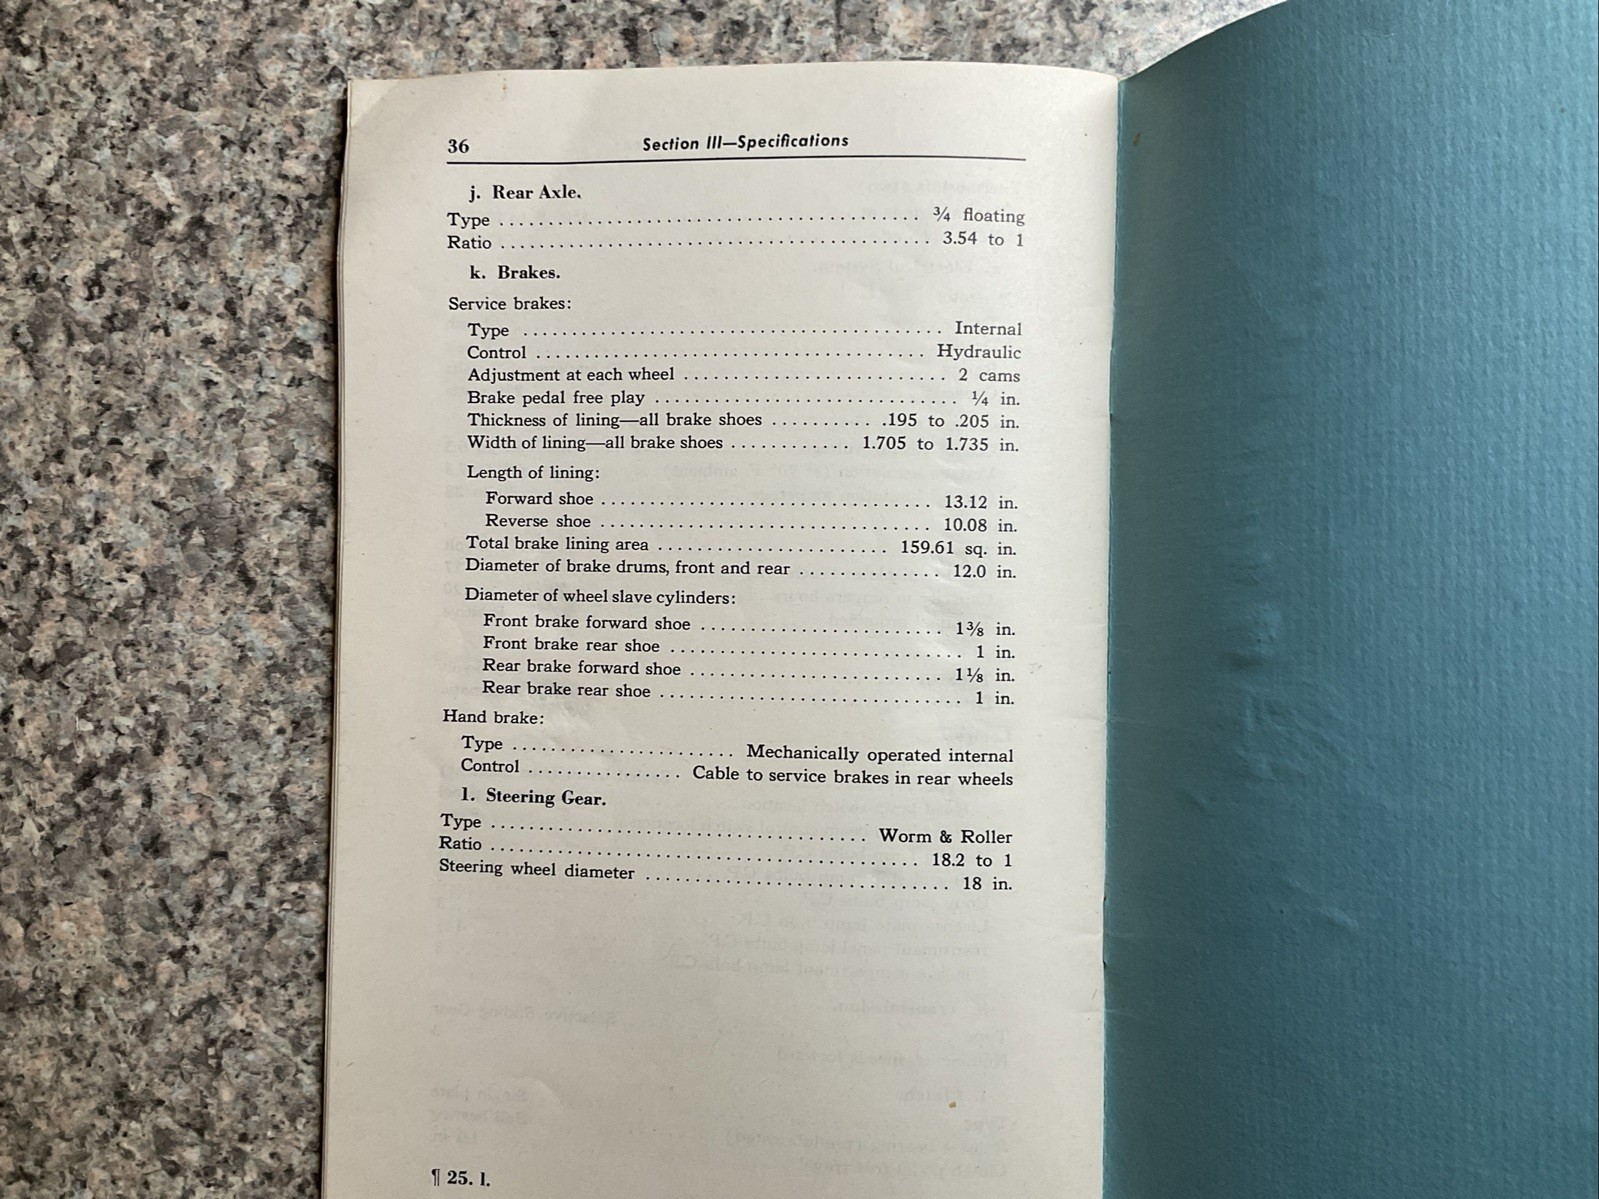 36 Section III—Specifications
j. Rear Axle.
Type ........................................... ¾ floating
Ratio ............................................ 3.54 to 1
k. Brakes.
Service brakes:
Type ........................................... Internal
Control ........................................ Hydraulic
Adjustment at each wheel ........................... 2 cams
Brake pedal free play ............................... ¼ in.
Thickness of lining—all brake shoes .......... .195 to .205 in.
Width of lining—all brake shoes ............ 1.705 to 1.735 in.
Length of lining:
Forward shoe .................................. 13.12 in.
Reverse shoe .................................. 10.08 in.
Total brake lining area ........................ 159.61 sq. in.
Diameter of brake drums, front and rear .............. 12.0 in.
Diameter of wheel slave cylinders:
Front brake forward shoe ......................... 1⅜ in.
Front brake rear shoe .............................. 1 in.
Rear brake forward shoe .......................... 1⅛ in.
Rear brake rear shoe ............................... 1 in.
Hand brake:
Type ....................... Mechanically operated internal
Control ................ Cable to service brakes in rear wheels
l. Steering Gear.
Type ....................................... Worm & Roller
Ratio ............................................ 18.2 to 1
Steering wheel diameter ............................... 18 in.
¶ 25. l.